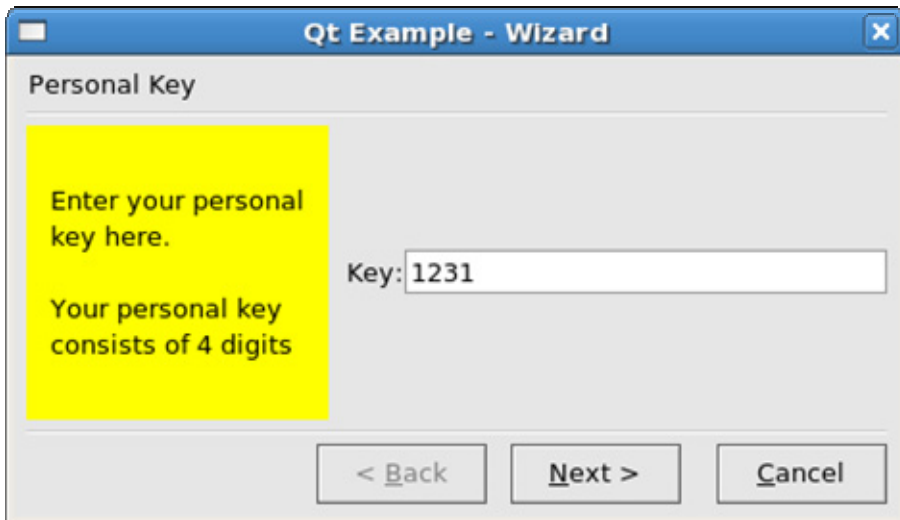 Qt Example - Wizard
Personal Key
Enter your personal
key here.
Your personal key
consists of 4 digits
Key: 1231
< Back
Next >
Cancel